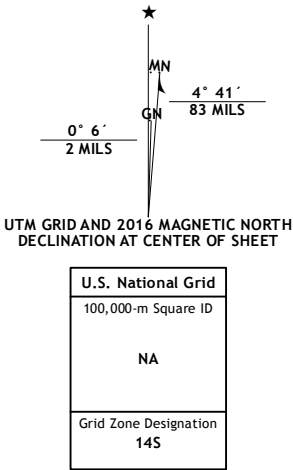 MN
4° 41´
83 MILS
GN
0° 6´
2 MILS
UTM GRID AND 2016 MAGNETIC NORTH
DECLINATION AT CENTER OF SHEET
U.S. National Grid
100,000-m Square ID
NA
Grid Zone Designation
14S